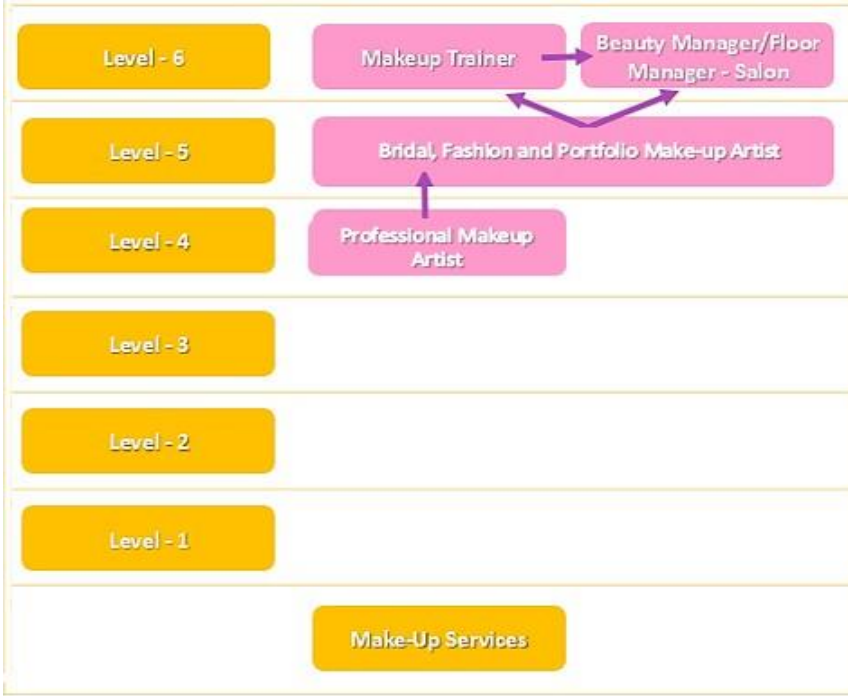 Level - 6
Makeup Trainer
Beauty Manager/Floor
Manager - Salon
Level - 5
Bridal, Fashion and Portfolio Make-up Artist
Level - 4
Professional Makeup
Artist
Level - 3
Level - 2
Level - 1
Make-Up Services